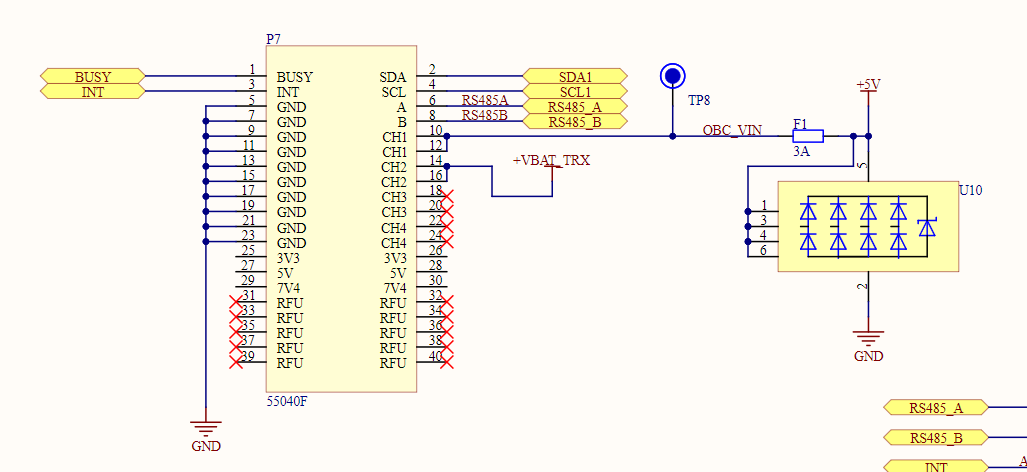 P7
BUSY 1 BUSY SDA 2 SDA1
INT 3 INT SCL 4 SCL1
5 GND A 6 RS485A RS485_A
7 GND B 8 RS485B RS485_B
9 GND CH1 10
11 GND CH1 12
13 GND CH2 14
15 GND CH2 16
17 GND CH3 18
19 GND CH3 20
21 GND CH4 22
23 GND CH4 24
25 3V3 3V3 26
27 5V 5V 28
29 7V4 7V4 30
31 RFU RFU 32
33 RFU RFU 34
35 RFU RFU 36
37 RFU RFU 38
39 RFU RFU 40
55040F
GND
+VBAT_TRX
TP8
OBC_VIN
F1
3A
+5V
5
U10
1
3
4
6
2
GND
RS485_A
RS485_B
INT
A